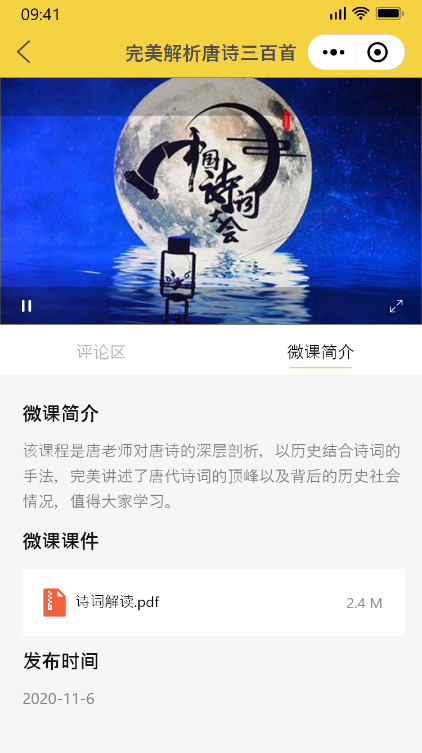 09:41
完美解析唐诗三百首
中国诗词大会
评论区
微课简介
微课简介
该课程是唐老师对唐诗的深层剖析，以历史结合诗词的
手法，完美讲述了唐代诗词的顶峰以及背后的历史社会
情况，值得大家学习。
微课课件
诗词解读.pdf
2.4 M
发布时间
2020-11-6